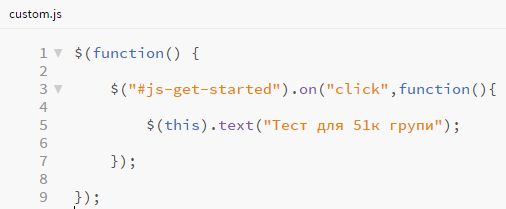 custom.js
1 $(function() {
2
3 $("#js-get-started").on("click",function(){
4
5 $(this).text("Тест для 51к групи");
6
7 });
8
9 });